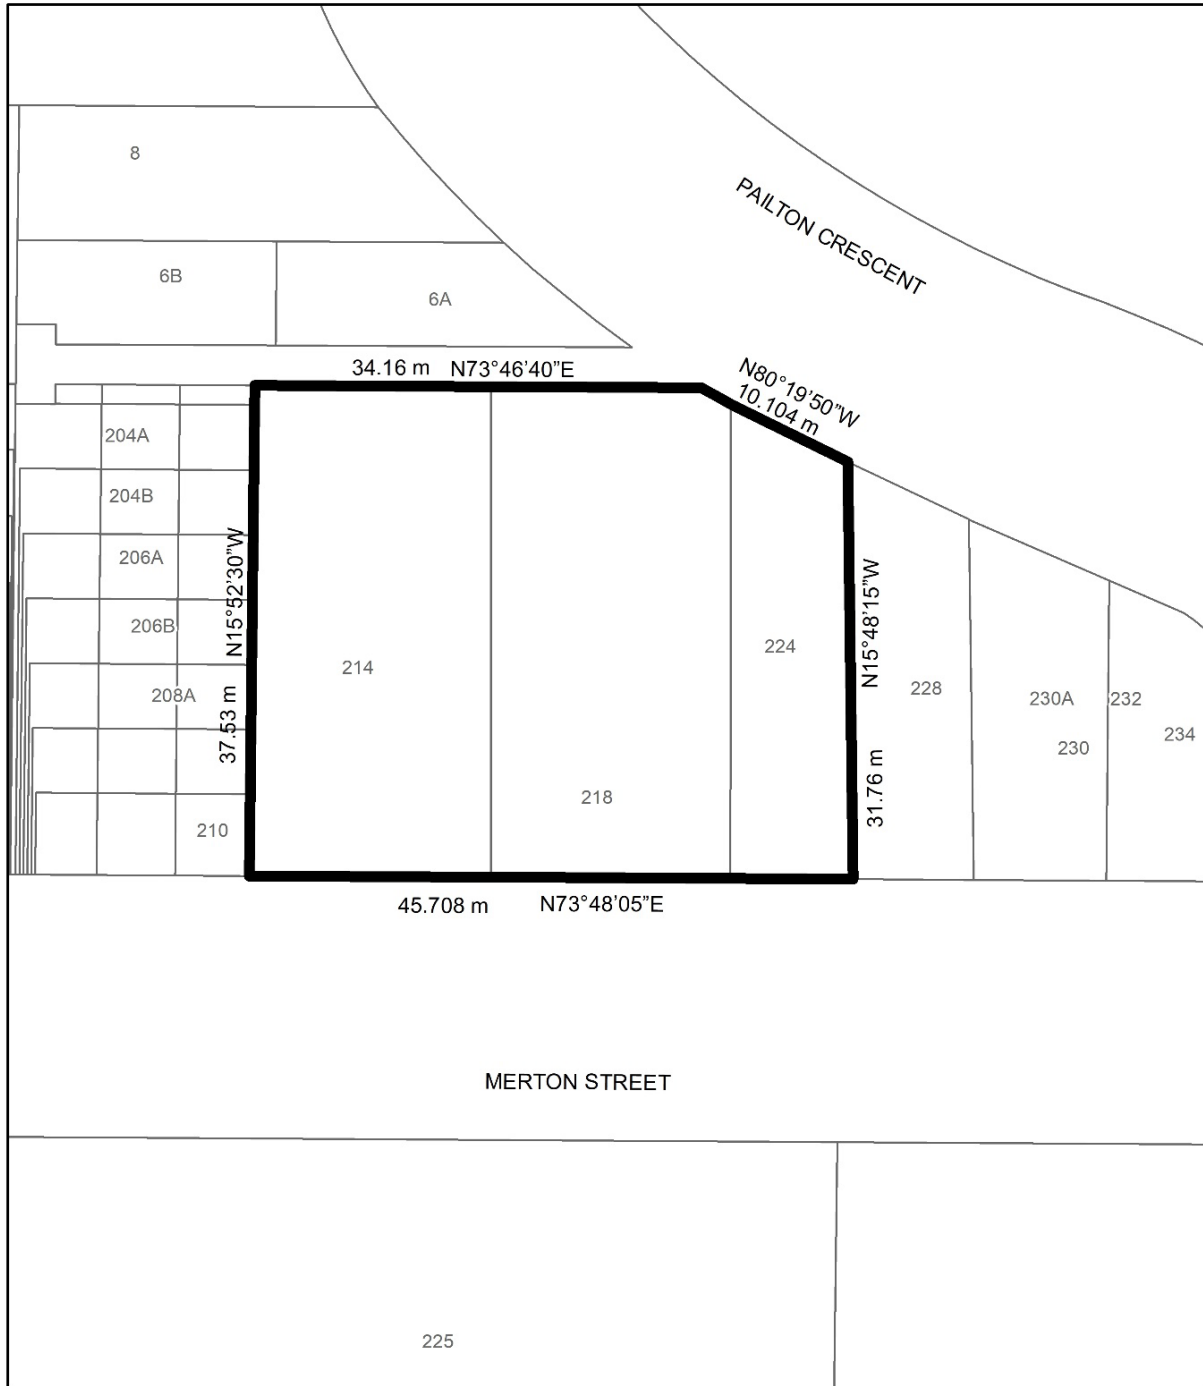 8
PAILTON CRESCENT
6B
6A
34.16 m N73°46’40”E
N80°19’50”W
10.104 m
204A
204B
206A
206B
208A
210
N15°52’30”W
37.53 m
214
218
224
N15°48’15”W
31.76 m
228
230A
232
230
234
45.708 m N73°48’05”E
MERTON STREET
225